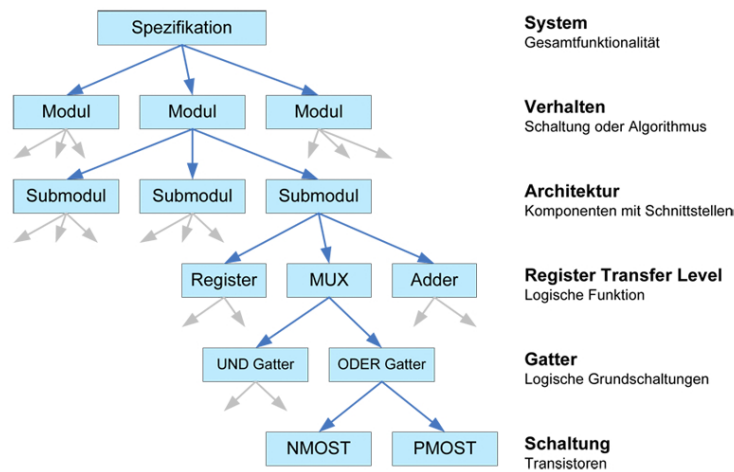 Spezifikation
System
Gesamtfunktionalität
Modul
Modul
Modul
Verhalten
Schaltung oder Algorithmus
Submodul
Submodul
Submodul
Architektur
Komponenten mit Schnittstellen
Register
MUX
Adder
Register Transfer Level
Logische Funktion
UND Gatter
ODER Gatter
Gatter
Logische Grundschaltungen
NMOST
PMOST
Schaltung
Transistoren